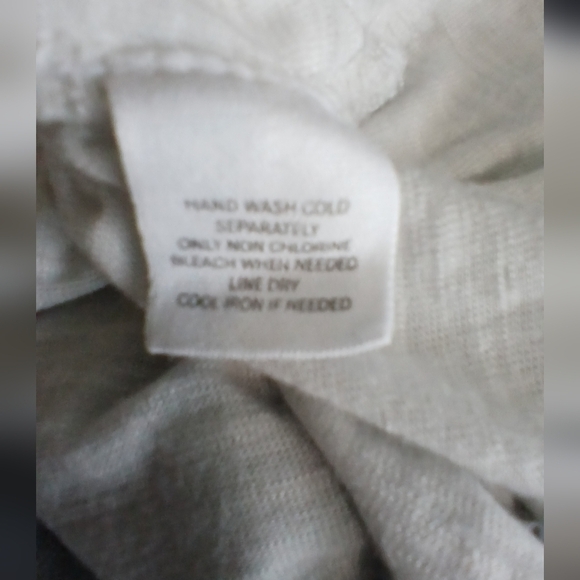 HAND WASH COLD
SEPARATELY
ONLY NON CHLORINE
BLEACH WHEN NEEDED
LINE DRY
COOL IRON IF NEEDED